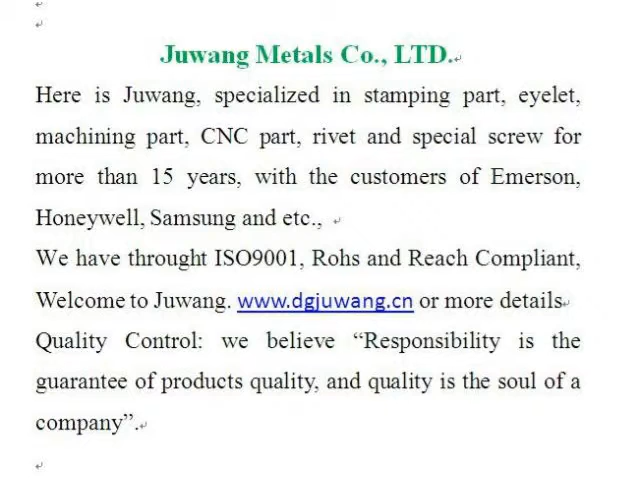 Juwang Metals Co., LTD.
Here is Juwang, specialized in stamping part, eyelet,
machining part, CNC part, rivet and special screw for
more than 15 years, with the customers of Emerson,
Honeywell, Samsung and etc.,
We have throught ISO9001, Rohs and Reach Compliant,
Welcome to Juwang. www.dgjuwang.cn or more details
Quality Control: we believe “Responsibility is the
guarantee of products quality, and quality is the soul of a
company”.